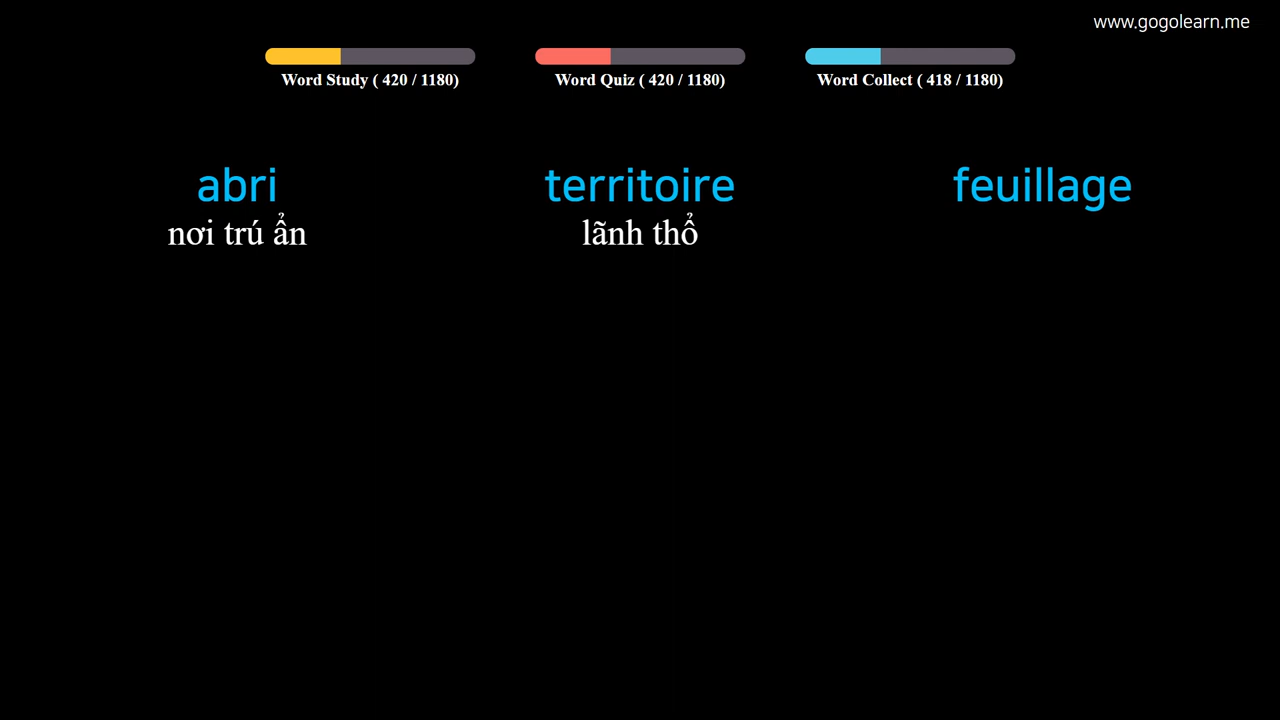 www.gogolearn.me
Word Study ( 420 / 1180)
Word Quiz ( 420 / 1180)
Word Collect ( 418 / 1180)
abri
nơi trú ẩn
territoire
lãnh thổ
feuillage